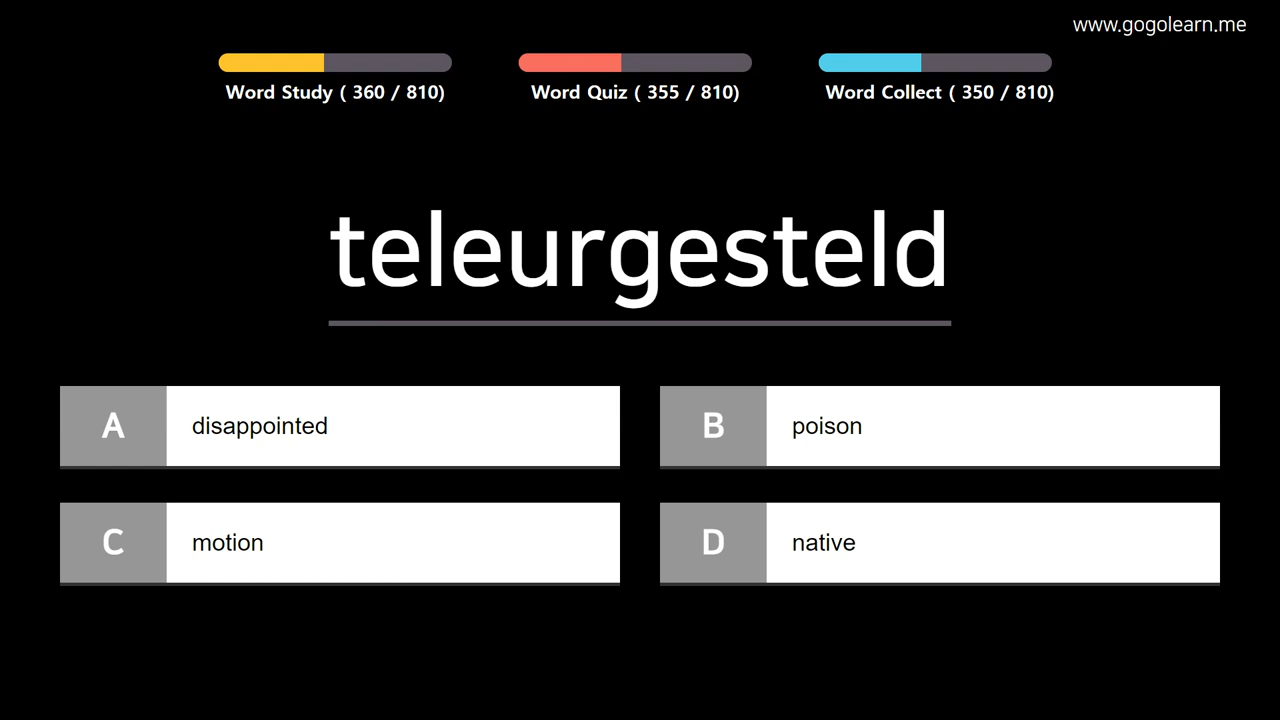 www.gogolearn.me
Word Study ( 360 / 810)
Word Quiz ( 355 / 810)
Word Collect ( 350 / 810)
teleurgesteld
A disappointed
B poison
C motion
D native